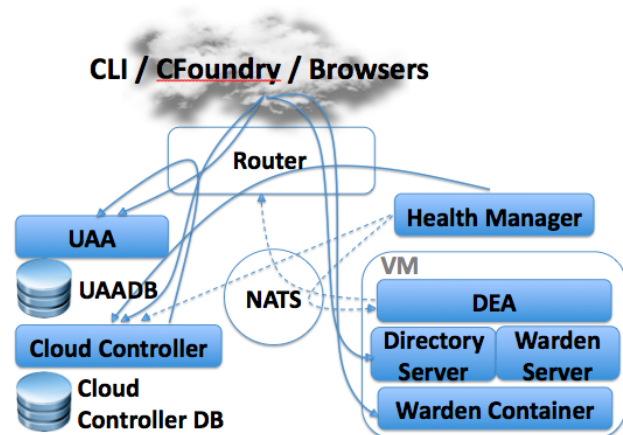 CLI / CFoundry / Browsers
Router
Health Manager
UAA
VM
UAADB
NATS
DEA
Cloud Controller
Directory
Server
Warden
Server
Cloud
Controller DB
Warden Container